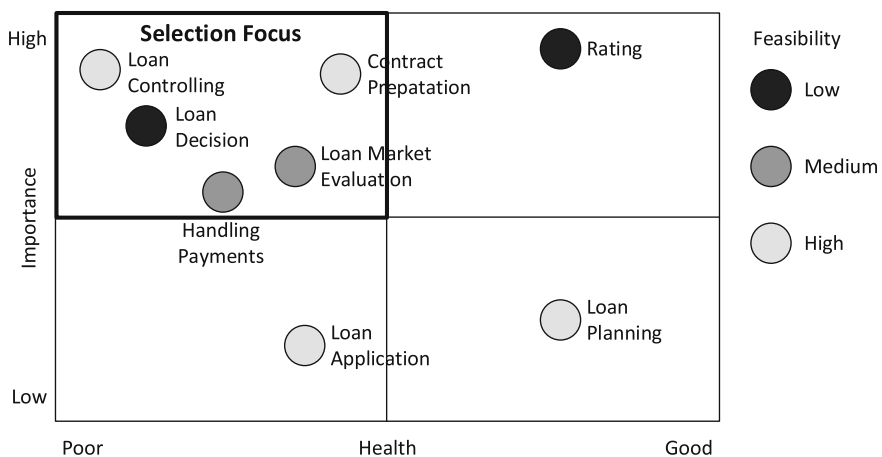 High
Selection Focus
Loan
Controlling
Contract
Prepatation
Rating
Feasibility
Low
Loan
Decision
Loan Market
Evaluation
Medium
Importance
Handling
Payments
High
Loan
Application
Loan
Planning
Low
Poor
Health
Good